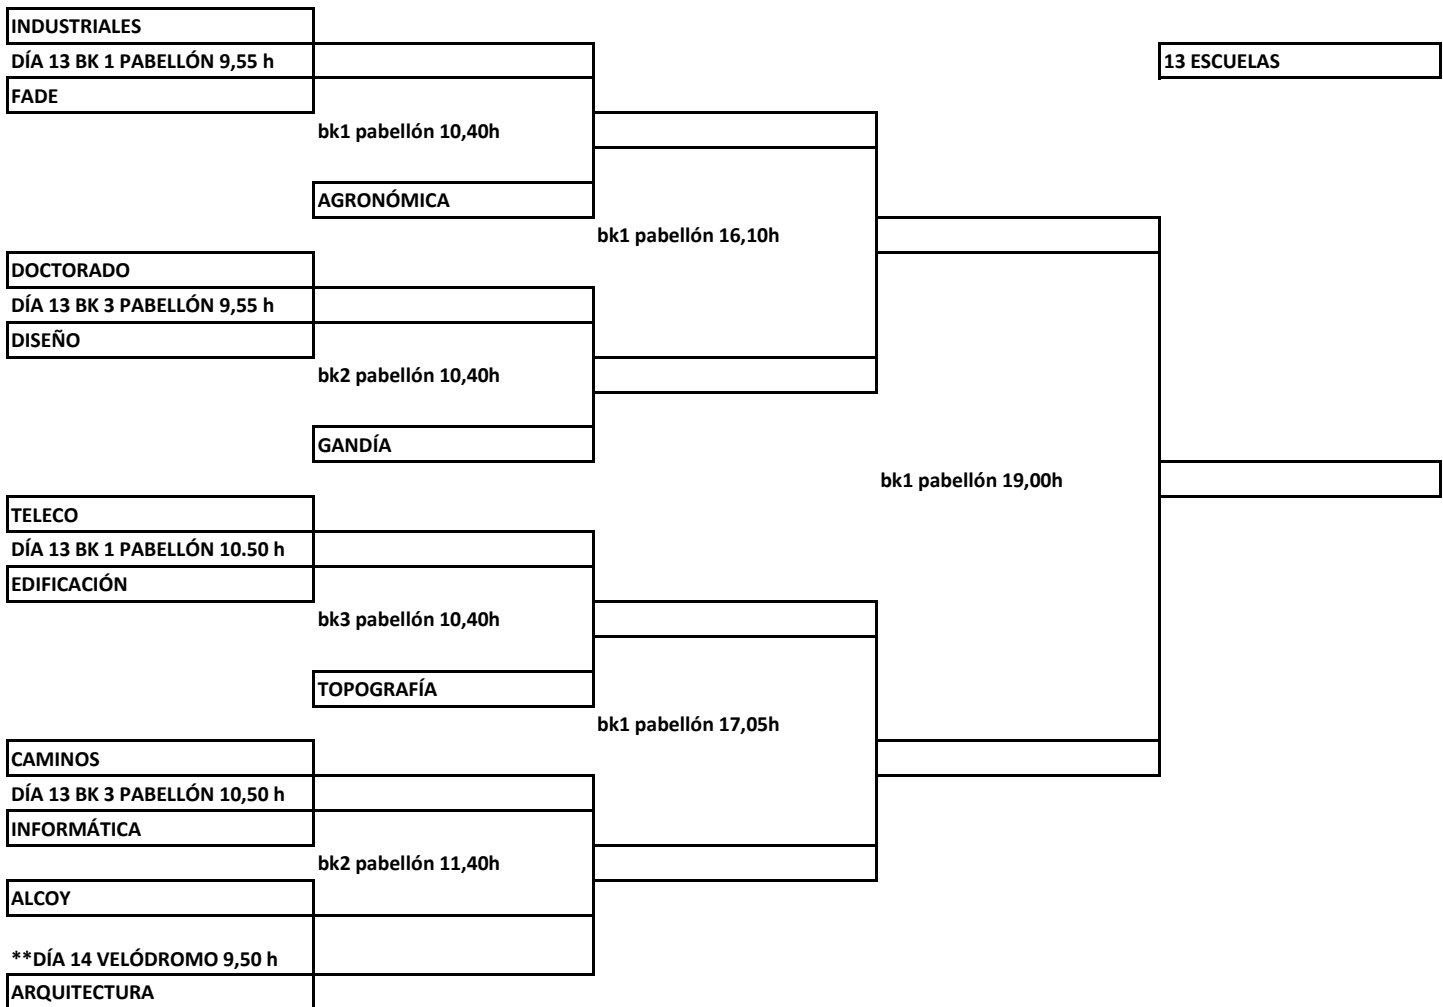 INDUSTRIALES
DÍA 13 BK 1 PABELLÓN 9,55 h
13 ESCUELAS
FADE
bk1 pabellón 10,40h
AGRONÓMICA
bk1 pabellón 16,10h
DOCTORADO
DÍA 13 BK 3 PABELLÓN 9,55 h
DISEÑO
bk2 pabellón 10,40h
GANDÍA
bk1 pabellón 19,00h
TELECO
DÍA 13 BK 1 PABELLÓN 10.50 h
EDIFICACIÓN
bk3 pabellón 10,40h
TOPOGRAFÍA
bk1 pabellón 17,05h
CAMINOS
DÍA 13 BK 3 PABELLÓN 10,50 h
INFORMÁTICA
bk2 pabellón 11,40h
ALCOY
**DÍA 14 VELÓDROMO 9,50 h
ARQUITECTURA